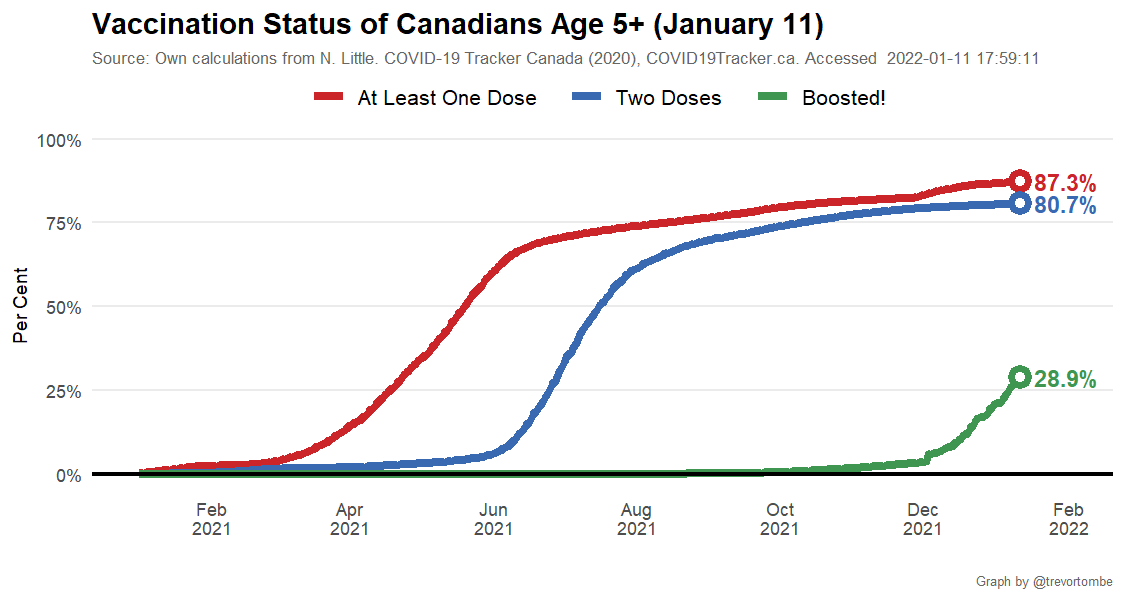 Vaccination Status of Canadians Age 5+ (January 11)
Source: Own calculations from N. Little. COVID-19 Tracker Canada (2020), COVID19Tracker.ca. Accessed  2022-01-11 17:59:11
At Least One Dose Two Doses Boosted!
100%
87.3%
80.7%
75%
Per Cent
50%
28.9%
25%
0%
Feb Apr Jun Aug Oct Dec Feb
2021 2021 2021 2021 2021 2021 2022
Graph by @trevortombe